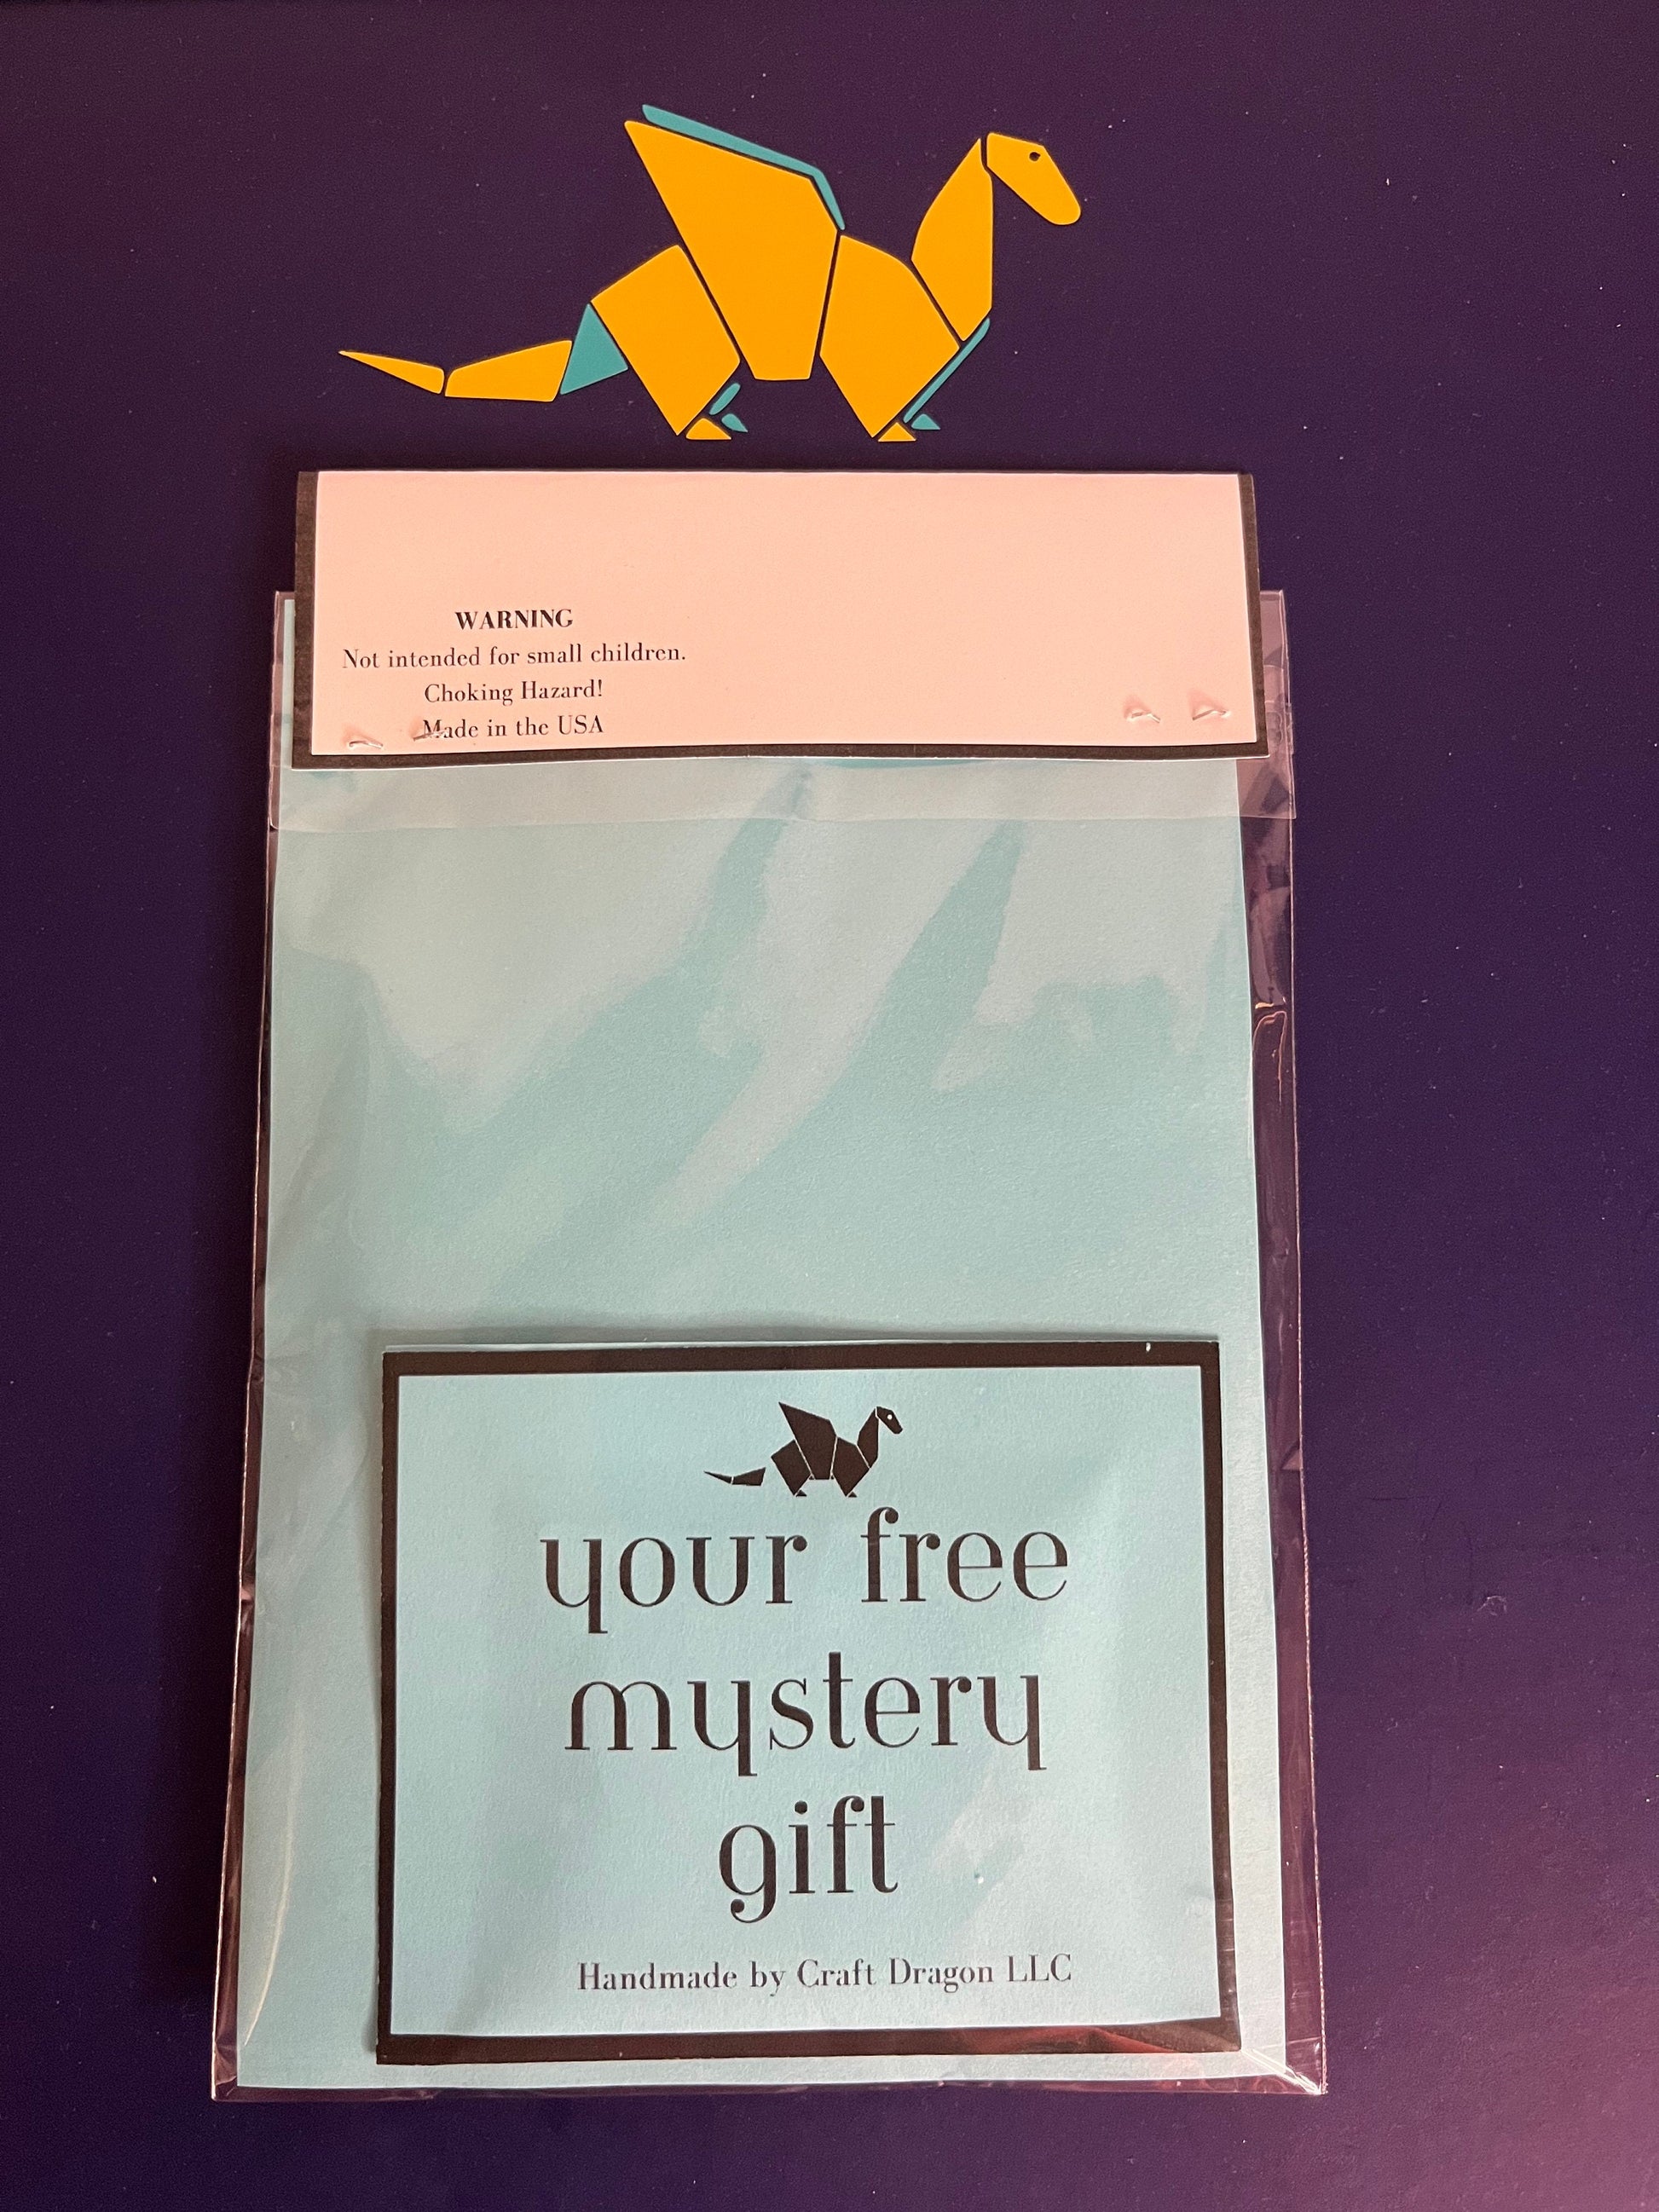 WARNING
Not intended for small children.
Choking Hazard!
Made in the USA
your free
mystery
gift
Handmade by Craft Dragon LLC